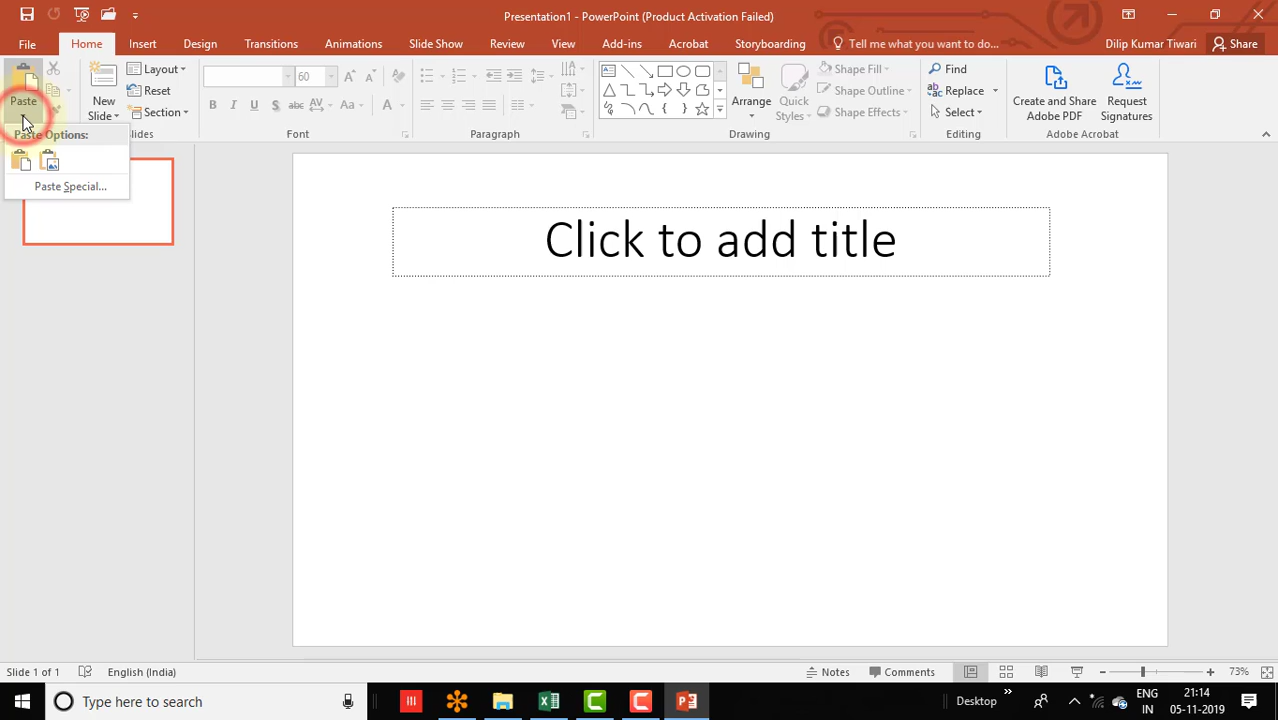 Presentation1 - PowerPoint (Product Activation Failed)
File Home Insert Design Transitions Animations Slide Show Review View Add-ins Acrobat Storyboarding Tell me what you want to do... Dilip Kumar Tiwari Share
Paste
New
Slide
Layout
Reset
Section
60
B I U S abc AV Aa A
Arrange
Quick
Styles
Shape Fill
Shape Outline
Shape Effects
Find
Replace
Select
Create and Share
Adobe PDF
Request
Signatures
Slides Font Paragraph Drawing Editing Adobe Acrobat
Paste Options:
Paste Special...
Click to add title
Slide 1 of 1 English (India) Notes Comments 73%
Type here to search
Desktop
ENG
IN
21:14
05-11-2019